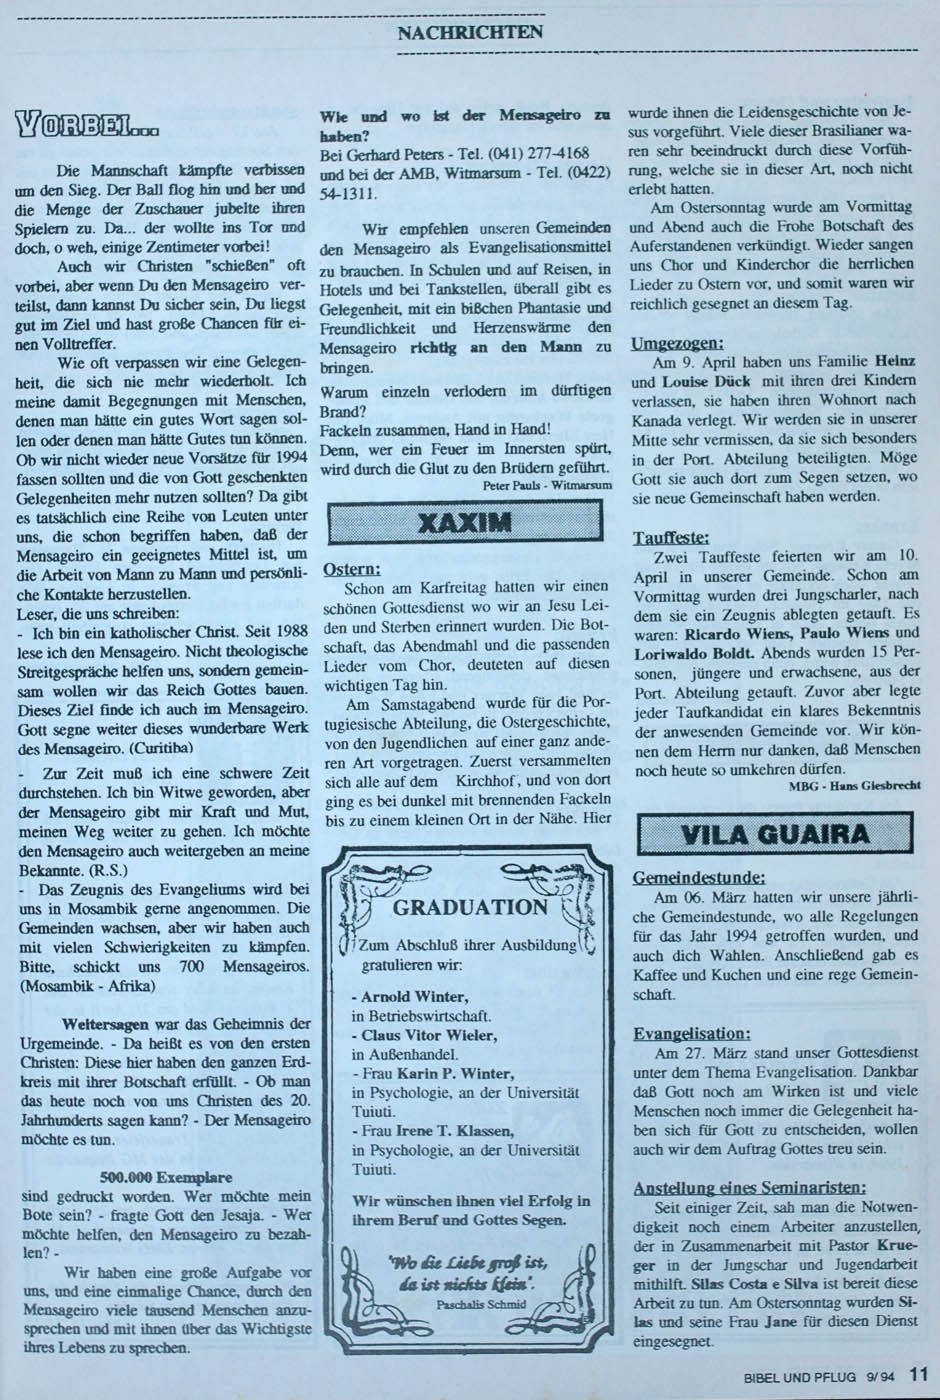 NACHRICHTEN
VORBEI...
Die Mannschaft kämpfte verbissen
um den Sieg. Der Ball flog hin und her und
die Menge der Zuschauer jubelte ihren
Spielern zu. Da... der wollte ins Tor und
doch, o weh, einige Zentimeter vorbei!
Auch wir Christen "schießen" oft
vorbei, aber wenn Du den Mensageiro ver-
teilst, dann kannst Du sicher sein, Du liegst
gut im Ziel und hast große Chancen für ei-
nen Volltreffer.
Wie oft verpassen wir eine Gelegen-
heit, die sich nie mehr wiederholt. Ich
meine damit Begegnungen mit Menschen,
denen man hätte ein gutes Wort sagen sol-
len oder denen man hätte Gutes tun können.
Ob wir nicht wieder neue Vorsätze für 1994
fassen sollten und die von Gott geschenkten
Gelegenheiten mehr nutzen sollten? Da gibt
es tatsächlich eine Reihe von Leuten unter
uns, die schon begriffen haben, daß der
Mensageiro ein geeignetes Mittel ist, um
die Arbeit von Mann zu Mann und persönli-
che Kontakte herzustellen.
Leser, die uns schreiben:
- Ich bin ein katholischer Christ. Seit 1988
lese ich den Mensageiro. Nicht theologische
Streitgespräche helfen uns, sondern gemein-
sam wollen wir das Reich Gottes bauen.
Dieses Ziel finde ich auch im Mensageiro.
Gott segne weiter dieses wunderbare Werk
des Mensageiro. (Curitiba)
- Zur Zeit muß ich eine schwere Zeit
durchstehen. Ich bin Witwe geworden, aber
der Mensageiro gibt mir Kraft und Mut,
meinen Weg weiter zu gehen. Ich möchte
den Mensageiro auch weitergeben an meine
Bekannte. (R.S.)
- Das Zeugnis des Evangeliums wird bei
uns in Mosambik gerne angenommen. Die
Gemeinden wachsen, aber wir haben auch
mit vielen Schwierigkeiten zu kämpfen.
Bitte, schickt uns 700 Mensageiros.
(Mosambik - Afrika)
Weitersagen war das Geheimnis der
Urgemeinde. - Da heißt es von den ersten
Christen: Diese hier haben den ganzen Erd-
kreis mit ihrer Botschaft erfüllt. - Ob man
das heute noch von uns Christen des 20.
Jahrhunderts sagen kann? - Der Mensageiro
möchte es tun.
500.000 Exemplare
sind gedruckt worden. Wer möchte mein
Bote sein? - fragte Gott den Jesaja. - Wer
möchte helfen, den Mensageiro zu bezah-
len? -
Wir haben eine große Aufgabe vor
uns, und eine einmalige Chance, durch den
Mensageiro viele tausend Menschen anzu-
sprechen und mit ihnen über das Wichtigste
ihres Lebens zu sprechen.
Wie und wo ist der Mensageiro zu
haben?
Bei Gerhard Peters - Tel. (041) 277-4168
und bei der AMB, Witmarsum - Tel. (0422)
54-1311.
Wir empfehlen unseren Gemeinden
den Mensageiro als Evangelisationsmittel
zu brauchen. In Schulen und auf Reisen, in
Hotels und bei Tankstellen, überall gibt es
Gelegenheit, mit ein bißchen Phantasie und
Freundlichkeit und Herzenswärme den
Mensageiro richtig an den Mann zu
bringen.
Warum einzeln verlodern im dürftigen
Brand?
Fackeln zusammen, Hand in Hand!
Denn, wer ein Feuer im Innersten spürt,
wird durch die Glut zu den Brüdern geführt.
Peter Pauls - Witmarsum
XAXIM
Ostern:
Schon am Karfreitag hatten wir einen
schönen Gottesdienst wo wir an Jesu Lei-
den und Sterben erinnert wurden. Die Bot-
schaft, das Abendmahl und die passenden
Lieder vom Chor, deuteten auf diesen
wichtigen Tag hin.
Am Samstagabend wurde für die Por-
tugiesische Abteilung, die Ostergeschichte,
von den Jugendlichen auf einer ganz ande-
ren Art vorgetragen. Zuerst versammelten
sich alle auf dem Kirchhof, und von dort
ging es bei dunkel mit brennenden Fackeln
bis zu einem kleinen Ort in der Nähe. Hier
GRADUATION
Zum Abschluß ihrer Ausbildung
gratulieren wir:
- Arnold Winter,
in Betriebswirtschaft.
- Claus Vitor Wieler,
in Außenhandel.
- Frau Karin P. Winter,
in Psychologie, an der Universität
Tuiuti.
- Frau Irene T. Klassen,
in Psychologie, an der Universität
Tuiuti.
Wir wünschen ihnen viel Erfolg in
ihrem Beruf und Gottes Segen.
"Wo die Liebe groß ist,
da ist nichts klein".
Paschalis Schmid
wurde ihnen die Leidensgeschichte von Je-
sus vorgeführt. Viele dieser Brasilianer wa-
ren sehr beeindruckt durch diese Vorfüh-
rung, welche sie in dieser Art, noch nicht
erlebt hatten.
Am Ostersonntag wurde am Vormittag
und Abend auch die Frohe Botschaft des
Auferstandenen verkündigt. Wieder sangen
uns Chor und Kinderchor die herrlichen
Lieder zu Ostern vor, und somit waren wir
reichlich gesegnet an diesem Tag.
Umgezogen:
Am 9. April haben uns Familie Heinz
und Louise Dück mit ihren drei Kindern
verlassen, sie haben ihren Wohnort nach
Kanada verlegt. Wir werden sie in unserer
Mitte sehr vermissen, da sie sich besonders
in der Port. Abteilung beteiligten. Möge
Gott sie auch dort zum Segen setzen, wo
sie neue Gemeinschaft haben werden.
Tauffeste:
Zwei Tauffeste feierten wir am 10.
April in unserer Gemeinde. Schon am
Vormittag wurden drei Jungscharler, nach
dem sie ein Zeugnis ablegten getauft. Es
waren: Ricardo Wiens, Paulo Wiens und
Loriwaldo Boldt. Abends wurden 15 Per-
sonen, jüngere und erwachsene, aus der
Port. Abteilung getauft. Zuvor aber legte
jeder Taufkandidat ein klares Bekenntnis
der anwesenden Gemeinde vor. Wir kön-
nen dem Herrn nur danken, daß Menschen
noch heute so umkehren dürfen.
MBG - Hans Giesbrecht
VILA GUAIRA
Gemeindestunde:
Am 06. März hatten wir unsere jährli-
che Gemeindestunde, wo alle Regelungen
für das Jahr 1994 getroffen wurden, und
auch dich Wahlen. Anschließend gab es
Kaffee und Kuchen und eine rege Gemein-
schaft.
Evangelisation:
Am 27. März stand unser Gottesdienst
unter dem Thema Evangelisation. Dankbar
daß Gott noch am Wirken ist und viele
Menschen noch immer die Gelegenheit ha-
ben sich für Gott zu entscheiden, wollen
auch wir dem Auftrag Gottes treu sein.
Anstellung eines Seminaristen:
Seit einiger Zeit, sah man die Notwen-
digkeit noch einem Arbeiter anzustellen,
der in Zusammenarbeit mit Pastor Krue-
ger in der Jungschar und Jugendarbeit
mithilft. Silas Costa e Silva ist bereit diese
Arbeit zu tun. Am Ostersonntag wurden Si-
las und seine Frau Jane für diesen Dienst
eingesegnet.
BIBEL UND PFLUG 9/94 11